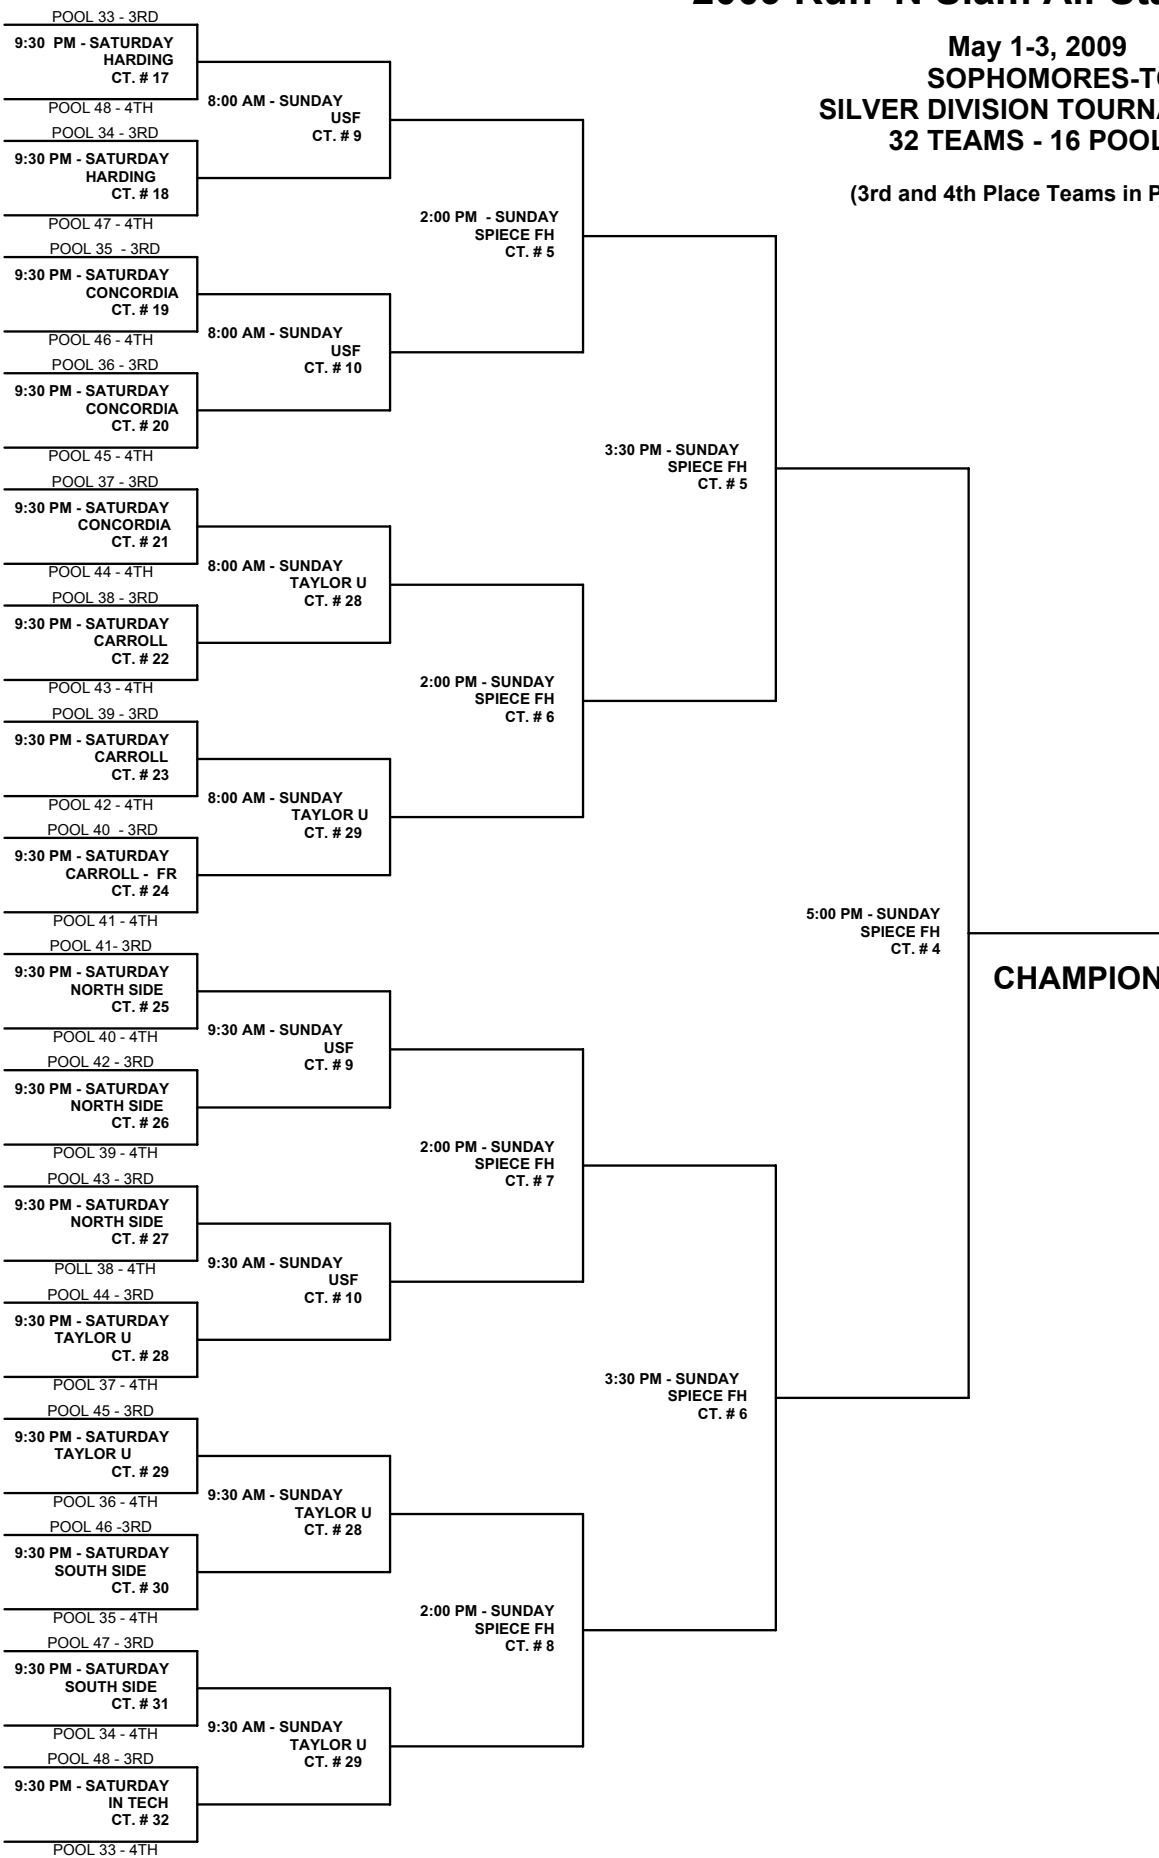 May 1-3, 2009
32 TEAMS - 16
(3rd and 4th Place Teams in
POOL 33 - 3RD
9:30 PM - SATURDAY
HARDING
CT. # 17
POOL 48 - 4TH
POOL 34 - 3RD
9:30 PM - SATURDAY
HARDING
CT. # 18
POOL 47 - 4TH
POOL 35 - 3RD
9:30 PM - SATURDAY
CONCORDIA
CT. # 19
POOL 46 - 4TH
POOL 36 - 3RD
9:30 PM - SATURDAY
CONCORDIA
CT. # 20
POOL 45 - 4TH
POOL 37 - 3RD
9:30 PM - SATURDAY
CONCORDIA
CT. # 21
POOL 44 - 4TH
POOL 38 - 3RD
9:30 PM - SATURDAY
CARROLL
CT. # 22
POOL 43 - 4TH
POOL 39 - 3RD
9:30 PM - SATURDAY
CARROLL
CT. # 23
POOL 42 - 4TH
POOL 40 - 3RD
9:30 PM - SATURDAY
CARROLL - FR
CT. # 24
POOL 41 - 4TH
POOL 41- 3RD
9:30 PM - SATURDAY
NORTH SIDE
CT. # 25
POOL 40 - 4TH
POOL 42 - 3RD
9:30 PM - SATURDAY
NORTH SIDE
CT. # 26
POOL 39 - 4TH
POOL 43 - 3RD
9:30 PM - SATURDAY
NORTH SIDE
CT. # 27
POLL 38 - 4TH
POOL 44 - 3RD
9:30 PM - SATURDAY
TAYLOR U
CT. # 28
POOL 37 - 4TH
POOL 45 - 3RD
9:30 PM - SATURDAY
TAYLOR U
CT. # 29
POOL 36 - 4TH
POOL 46 -3RD
9:30 PM - SATURDAY
SOUTH SIDE
CT. # 30
POOL 35 - 4TH
POOL 47 - 3RD
9:30 PM - SATURDAY
SOUTH SIDE
CT. # 31
POOL 34 - 4TH
POOL 48 - 3RD
9:30 PM - SATURDAY
IN TECH
CT. # 32
POOL 33 - 4TH
8:00 AM - SUNDAY
USF
CT. # 9
8:00 AM - SUNDAY
USF
CT. # 10
8:00 AM - SUNDAY
TAYLOR U
CT. # 28
8:00 AM - SUNDAY
TAYLOR U
CT. # 29
9:30 AM - SUNDAY
USF
CT. # 9
9:30 AM - SUNDAY
USF
CT. # 10
9:30 AM - SUNDAY
TAYLOR U
CT. # 28
9:30 AM - SUNDAY
TAYLOR U
CT. # 29
2:00 PM - SUNDAY
SPIECE FH
CT. # 5
2:00 PM - SUNDAY
SPIECE FH
CT. # 6
2:00 PM - SUNDAY
SPIECE FH
CT. # 7
2:00 PM - SUNDAY
SPIECE FH
CT. # 8
3:30 PM - SUNDAY
SPIECE FH
CT. # 5
3:30 PM - SUNDAY
SPIECE FH
CT. # 6
5:00 PM - SUNDAY
SPIECE FH
CT. # 4
CHAMPION